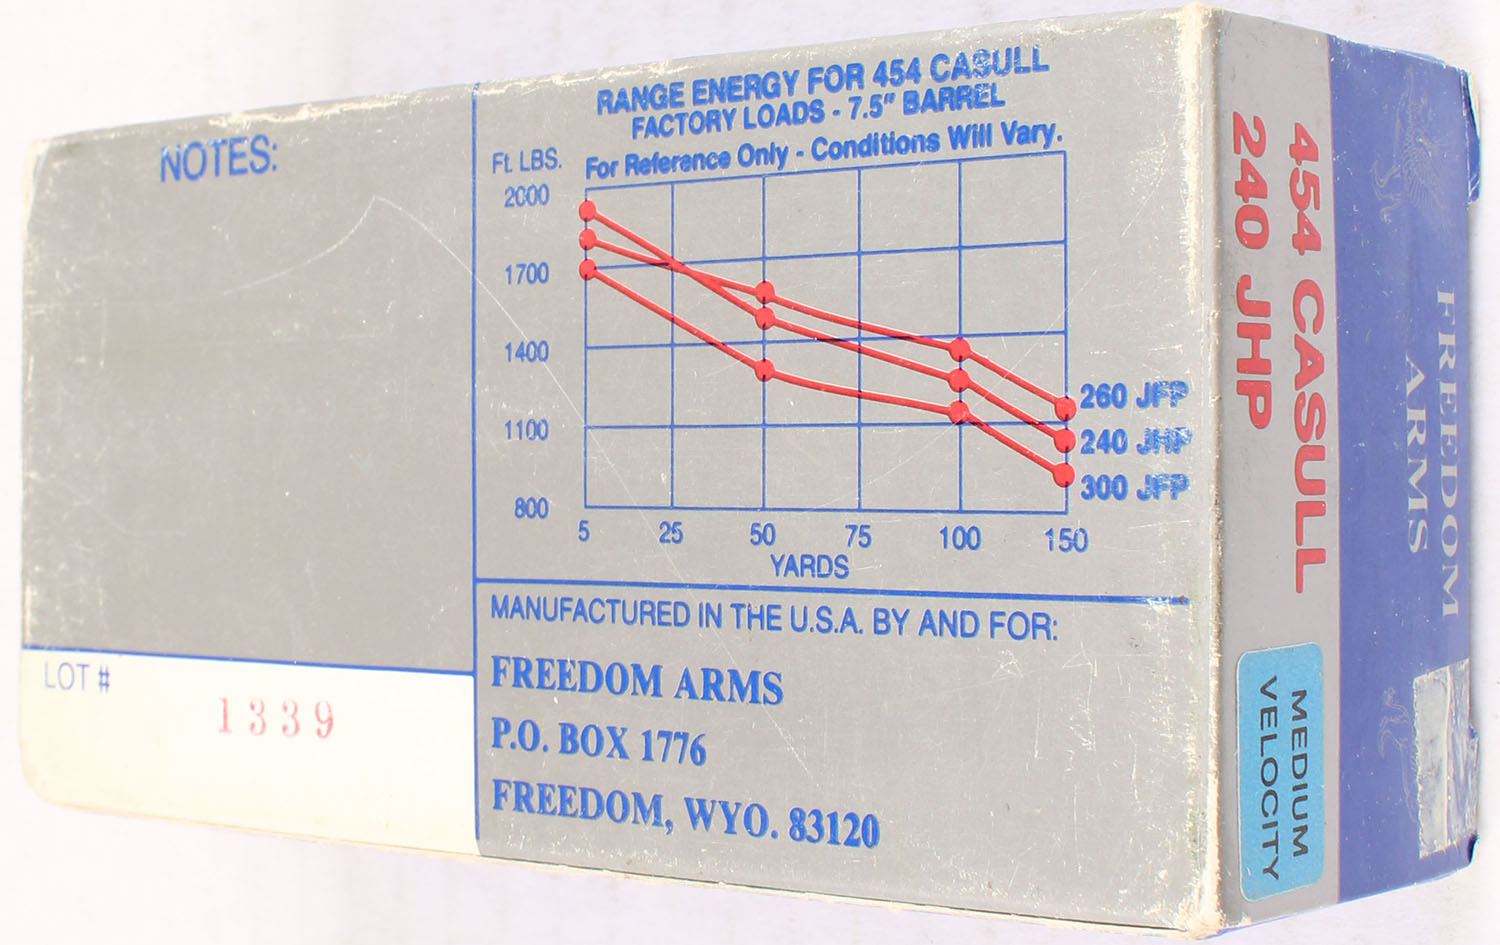 NOTES:
LOT #
1339
RANGE ENERGY FOR 454 CASULL
FACTORY LOADS - 7.5" BARREL
For Reference Only - Conditions Will Vary.
Ft. LBS.
2000
1700
1400
1100
800
5 25 50 75 100 150
YARDS
260 JFP
240 JHP
300 JFP
MANUFACTURED IN THE U.S.A. BY AND FOR:
FREEDOM ARMS
P.O. BOX 1776
FREEDOM, WYO. 83120
454 CASULL
240 JHP
MEDIUM
VELOCITY
FREEDOM
ARMS